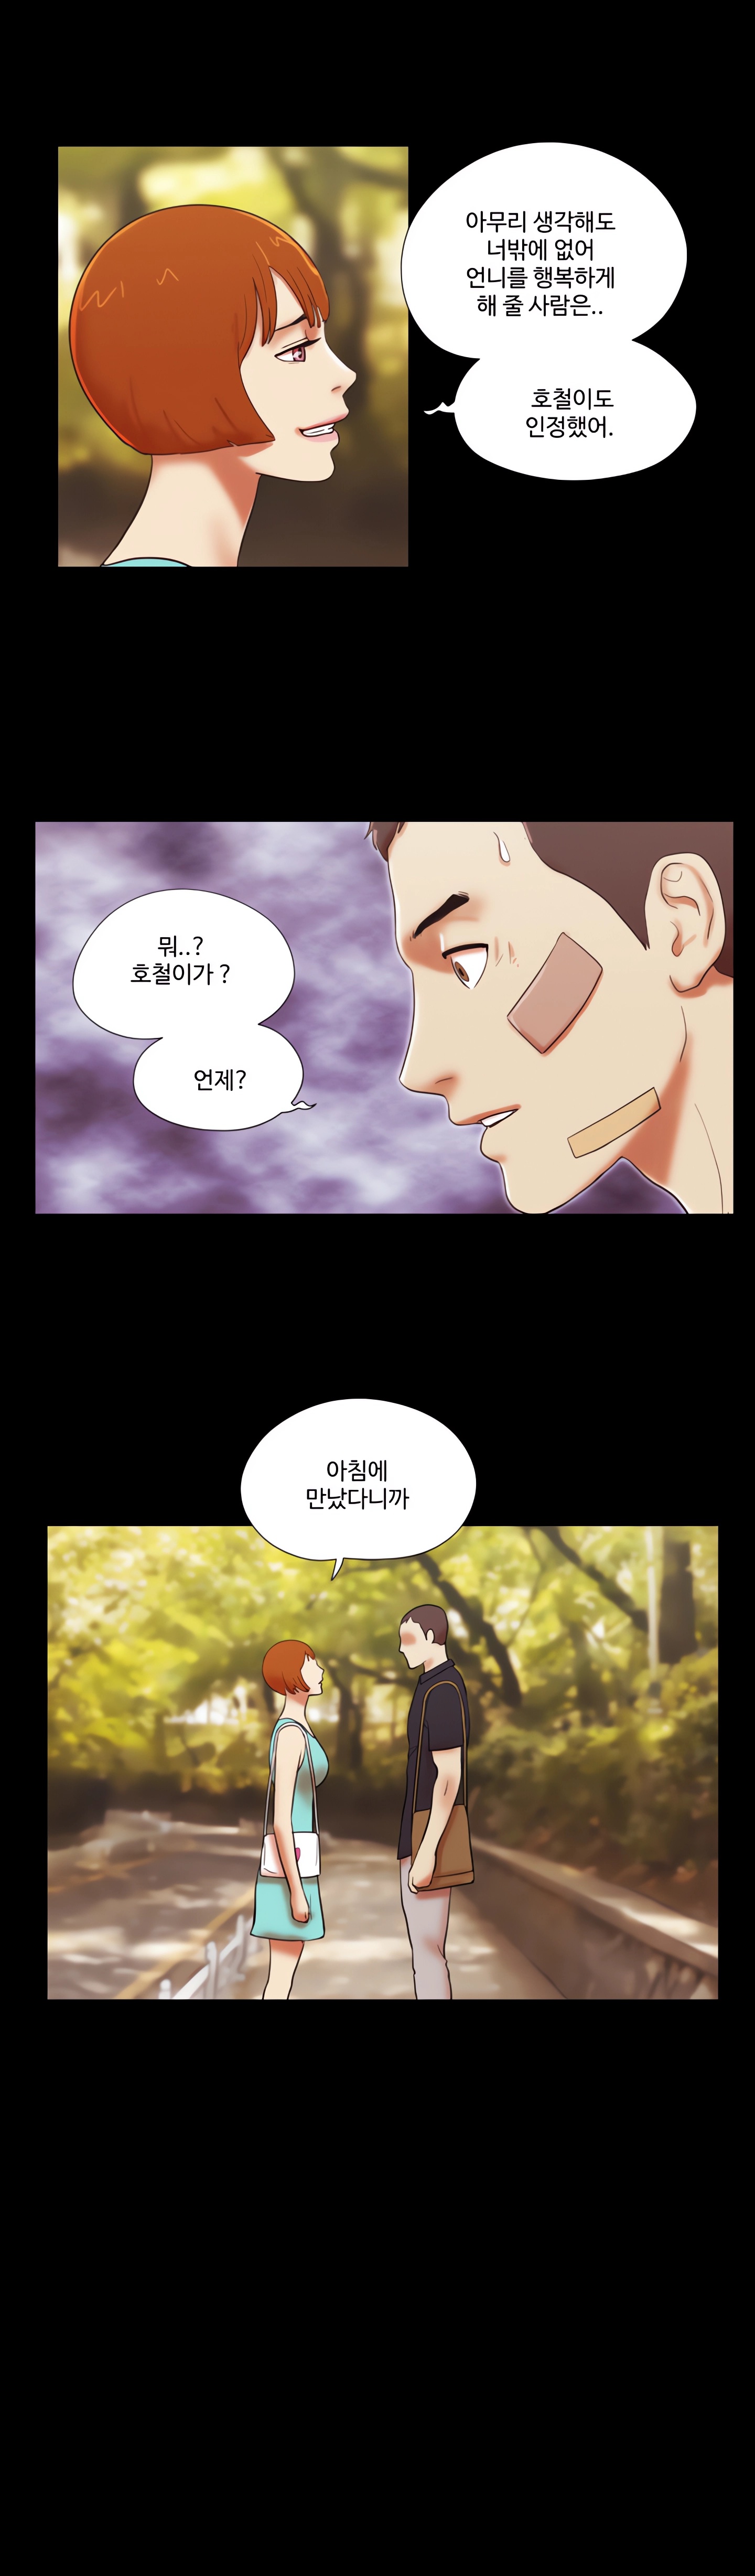 아무리 생각해도
너밖에 없어
언니를 행복하게
해 줄 사람은..
호철이도
인정했어.
뭐..?
호철이가 ?
언제?
아침에
만났다니까